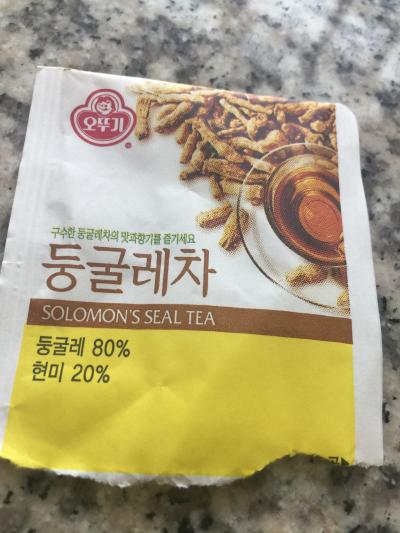 오뚜기
구수한 둥굴레차의 맛과향기를 즐기세요
둥굴레차
SOLOMON'S SEAL TEA
둥굴레 80%
현미 20%